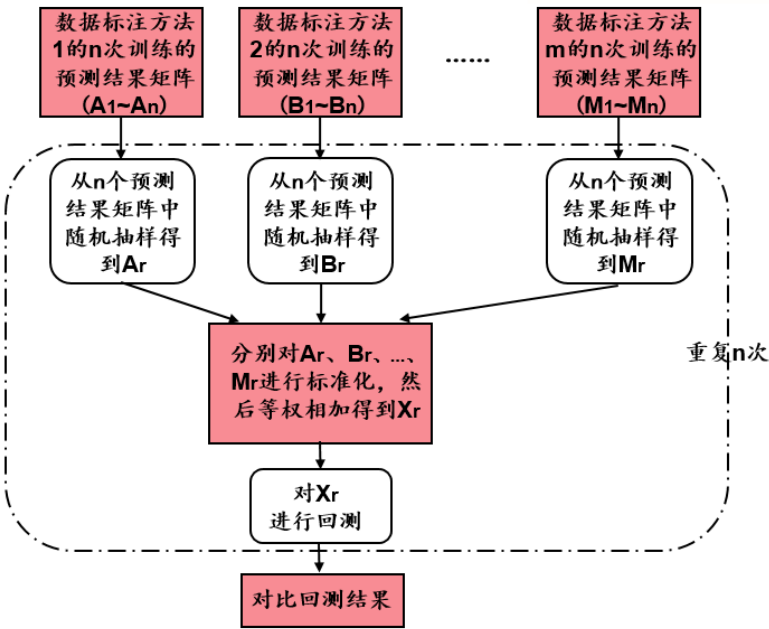 数据标注方法
1的n次训练的
预测结果矩阵
(A1~An)
数据标注方法
2的n次训练的
预测结果矩阵
(B1~Bn)
……
数据标注方法
m的n次训练的
预测结果矩阵
(M1~Mn)
从n个预测
结果矩阵中
随机抽样得
到Ar
从n个预测
结果矩阵中
随机抽样得
到Br
从n个预测
结果矩阵中
随机抽样得
到Mr
分别对Ar、Br、...、
Mr进行标准化，然
后等权相加得到Xr
重复n次
对Xr
进行回测
对比回测结果